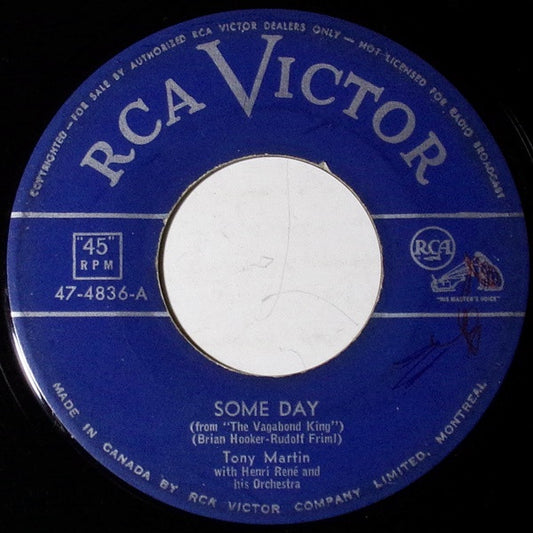 COPYRIGHTED — FOR SALE BY AUTHORIZED RCA VICTOR DEALERS ONLY — NOT LICENSED FOR RADIO BROADCAST
RCA VICTOR
"45"
RPM
47-4836-A
RCA
"HIS MASTER'S VOICE"
SOME DAY
(from "The Vagabond King")
(Brian Hooker-Rudolf Friml)
Tony Martin
with Henri René and
his Orchestra
MADE IN CANADA BY RCA VICTOR COMPANY LIMITED, MONTREAL